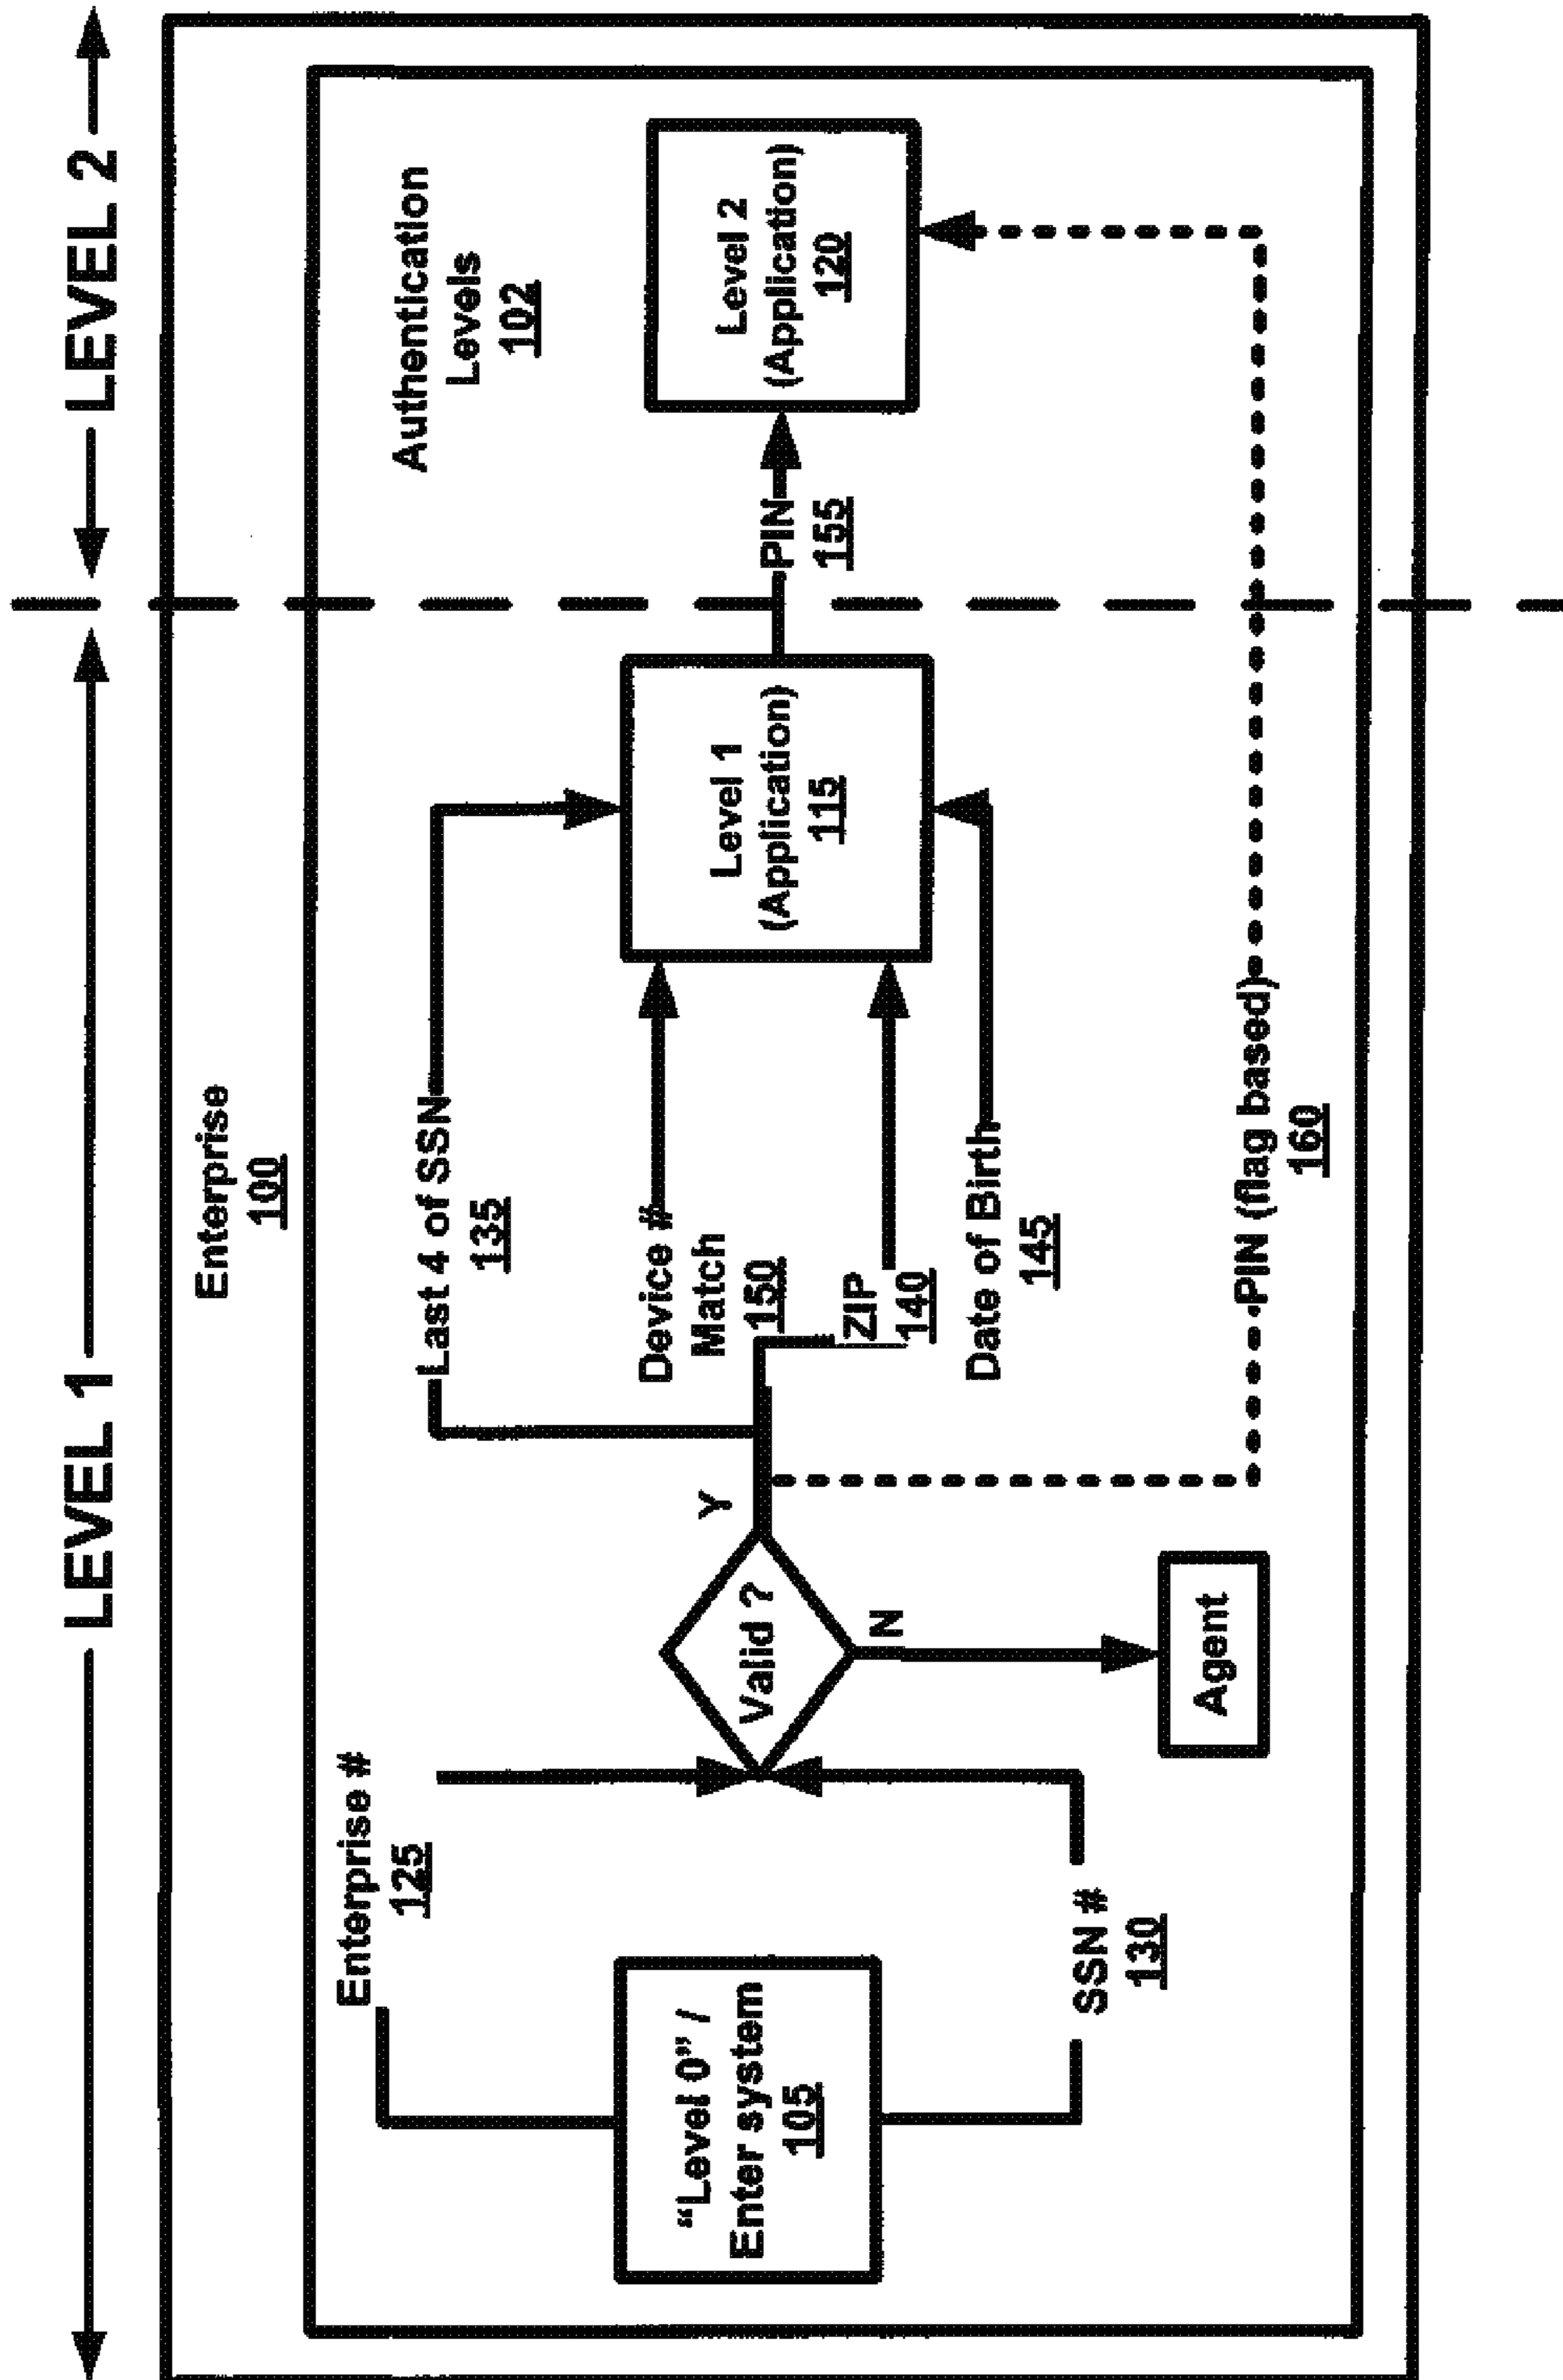 LEVEL 1
LEVEL 2
Enterprise
100
Authentication
Levels
102
Enterprise #
125
"Level 0" /
Enter system
105
SSN #
130
Valid ?
Y
N
Agent
Last 4 of SSN
135
Device #
Match
150
ZIP
140
Date of Birth
145
PIN (flag based)
160
Level 1
(Application)
115
PIN
155
Level 2
(Application)
120